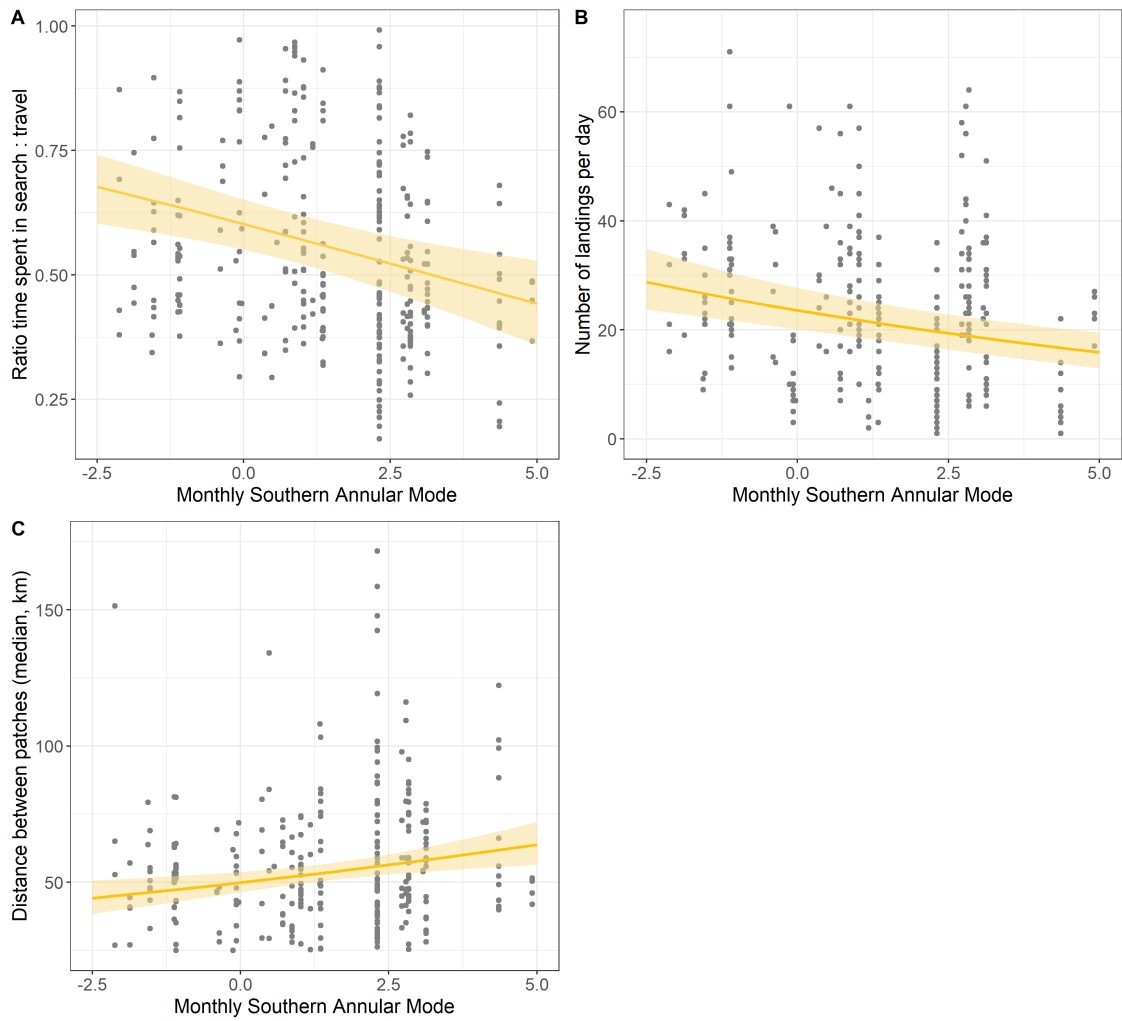 A
Ratio time spent in search : travel
1.00
0.75
0.50
0.25
-2.5 0.0 2.5 5.0
Monthly Southern Annular Mode
B
Number of landings per day
60
40
20
0
-2.5 0.0 2.5 5.0
Monthly Southern Annular Mode
C
Distance between patches (median, km)
150
100
50
-2.5 0.0 2.5 5.0
Monthly Southern Annular Mode